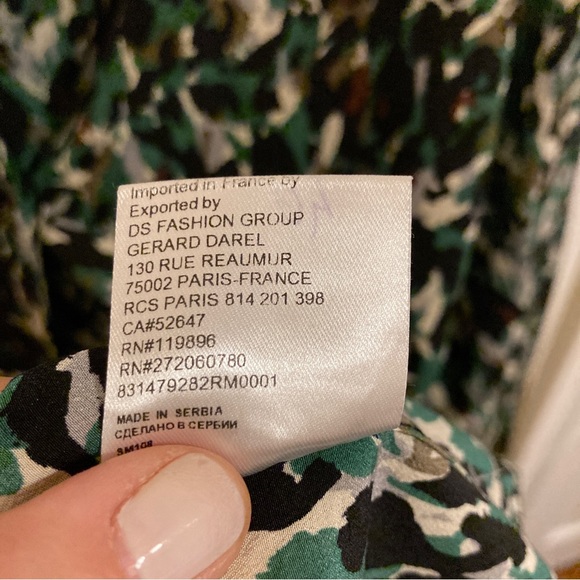 Imported in France by
Exported by
DS FASHION GROUP
GERARD DAREL
130 RUE REAUMUR
75002 PARIS-FRANCE
RCS PARIS 814 201 398
CA#52647
RN#119896
RN#272060780
831479282RM0001
MADE IN SERBIA
СДЕЛАНО В СЕРБИИ
SM108